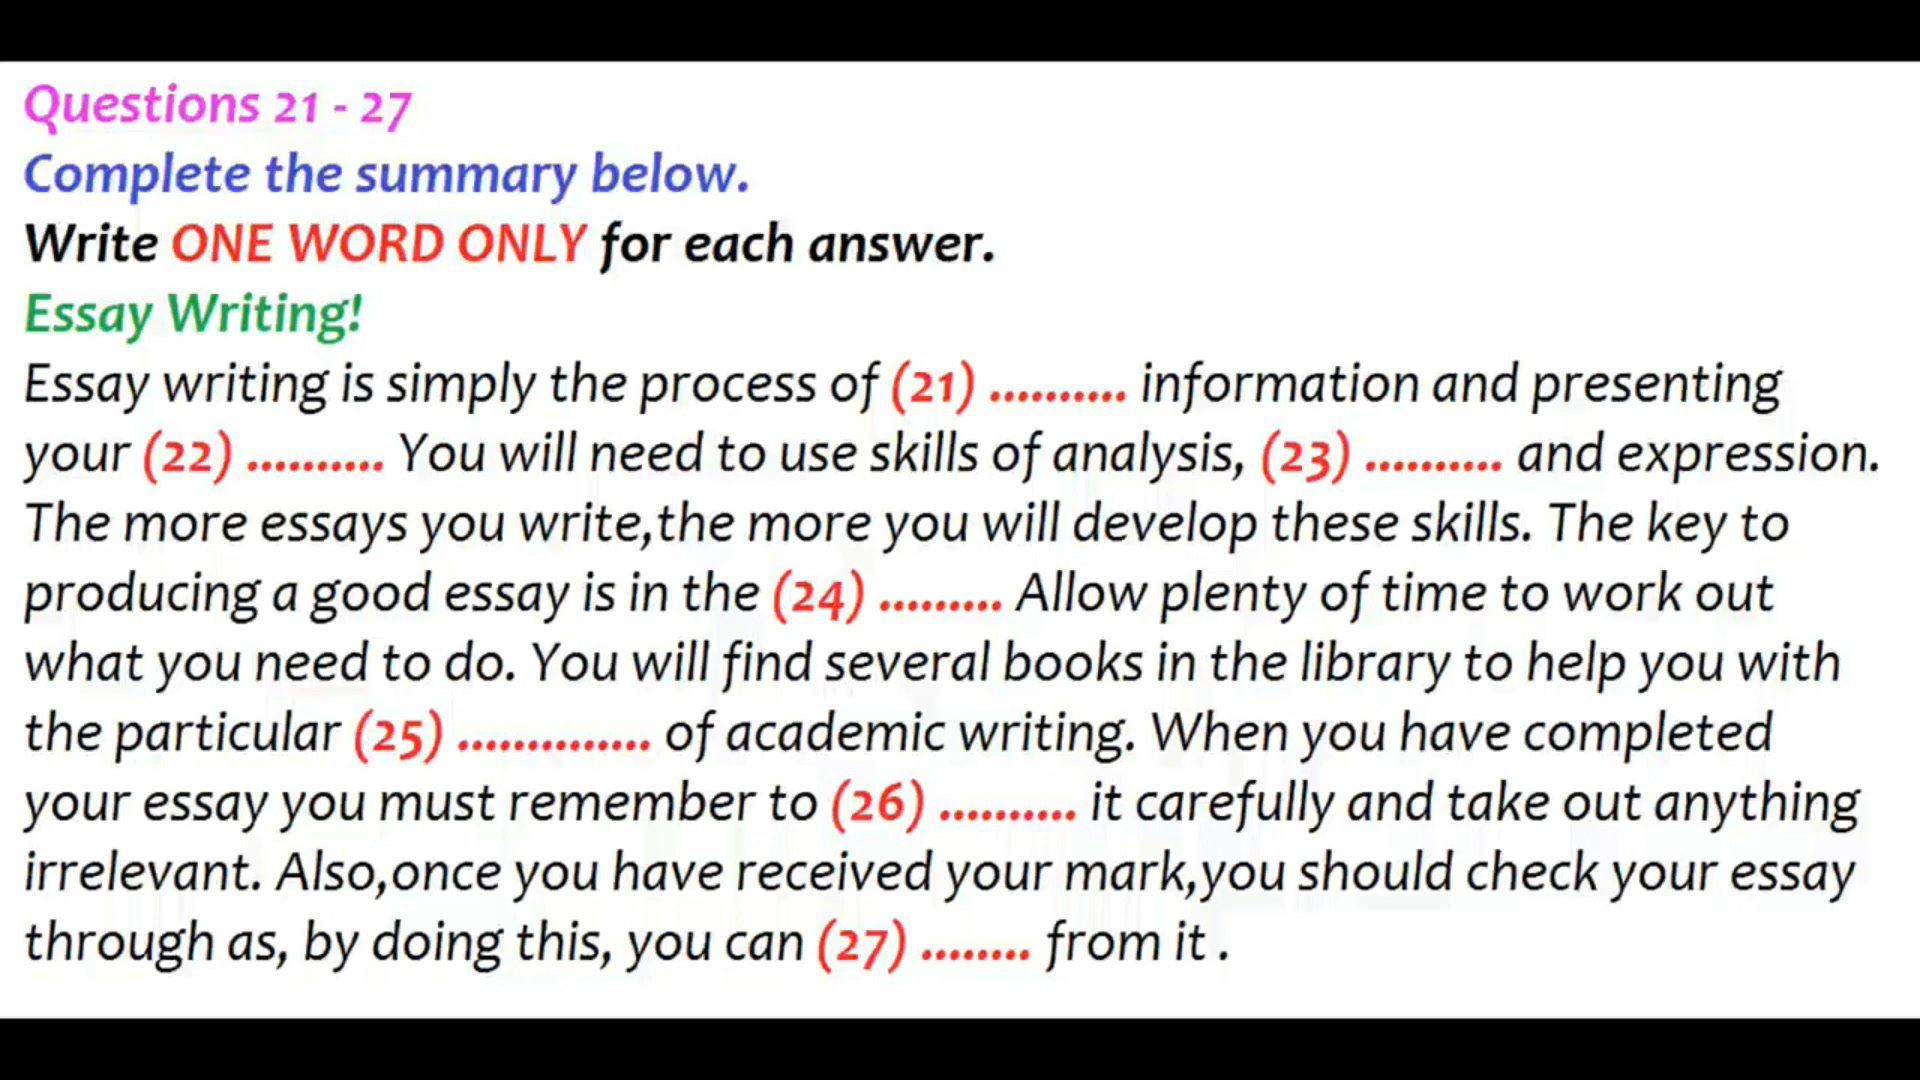 Questions 21 - 27
Complete the summary below.
Write ONE WORD ONLY for each answer.
Essay Writing!
Essay writing is simply the process of (21) .......... information and presenting
your (22) .......... You will need to use skills of analysis, (23) .......... and expression.
The more essays you write,the more you will develop these skills. The key to
producing a good essay is in the (24) ......... Allow plenty of time to work out
what you need to do. You will find several books in the library to help you with
the particular (25) .............. of academic writing. When you have completed
your essay you must remember to (26) .......... it carefully and take out anything
irrelevant. Also,once you have received your mark,you should check your essay
through as, by doing this, you can (27) ........ from it .